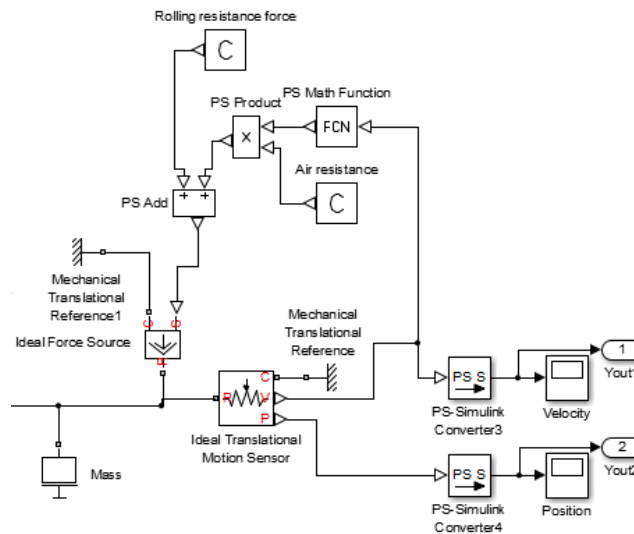 Rolling resistance force
C
PS Math Function
PS Product
FCN
×
Air resistance
C
PS Add
+ +
Mechanical
Translational
Reference1
C
S
Ideal Force Source
R
Mechanical
Translational
Reference
C
R
V
P
Ideal Translational
Motion Sensor
Mass
PS S
PS-Simulink
Converter3
Velocity
1
Yout1
PS S
PS-Simulink
Converter4
Position
2
Yout2